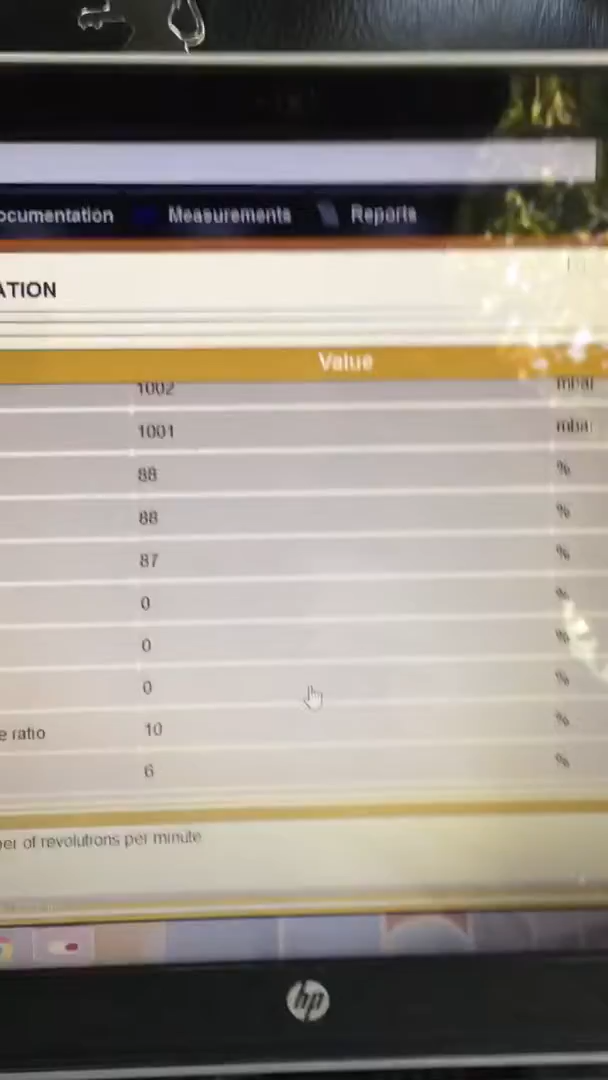 ocumentation Measurements Reports
ATION
Value
1002 mbar
1001 mbar
88 %
88 %
87 %
0 %
0 %
0 %
e ratio 10 %
6 %
er of revolutions per minute
hp